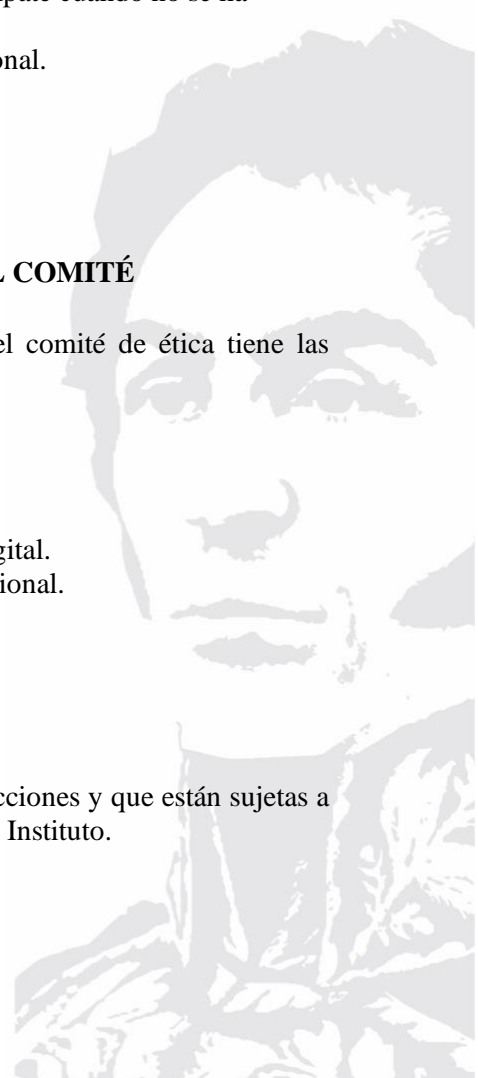 cuando no se ha
onal.
L COMITÉ
el comité de ética tiene las
gital.
ional.
cciones y que están sujetas a
Instituto.